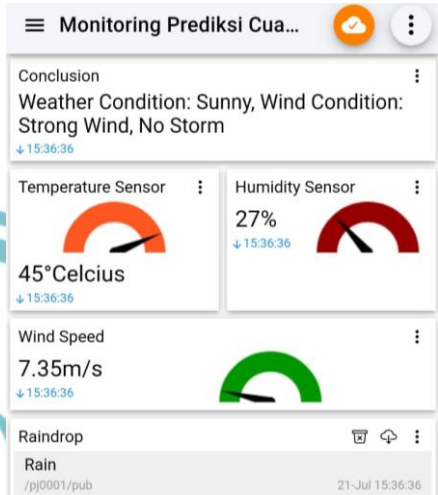 Monitoring Prediksi Cua...
Conclusion
Weather Condition: Sunny, Wind Condition:
Strong Wind, No Storm
↓ 15:36:36
Temperature Sensor
45°Celcius
↓ 15:36:36
Humidity Sensor
27%
↓ 15:36:36
Wind Speed
7.35m/s
↓ 15:36:36
Raindrop
Rain
/pj0001/pub 21-Jul 15:36:36